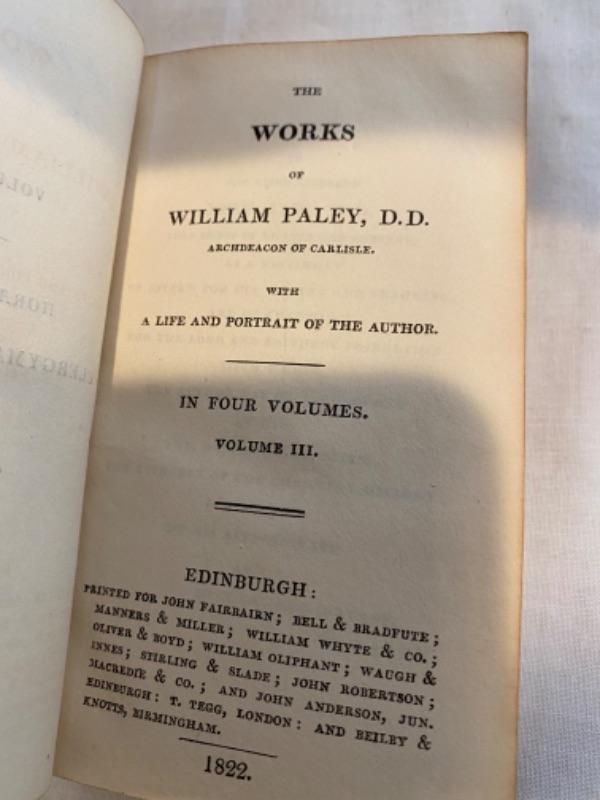 THE
WORKS
OF
WILLIAM PALEY, D.D.
ARCHDEACON OF CARLISLE.
WITH
A LIFE AND PORTRAIT OF THE AUTHOR.
IN FOUR VOLUMES.
VOLUME III.
EDINBURGH:
PRINTED FOR JOHN FAIRBAIRN; BELL & BRADFUTE;
MANNERS & MILLER; WILLIAM WHYTE & CO.;
OLIVER & BOYD; WILLIAM OLIPHANT; WAUGH &
INNES; STIRLING & SLADE; JOHN ROBERTSON;
MACREDIE & CO.; AND JOHN ANDERSON, JUN.
EDINBURGH: T. TEGG, LONDON: AND BEILBY &
KNOTTS, BIRMINGHAM.
1822.